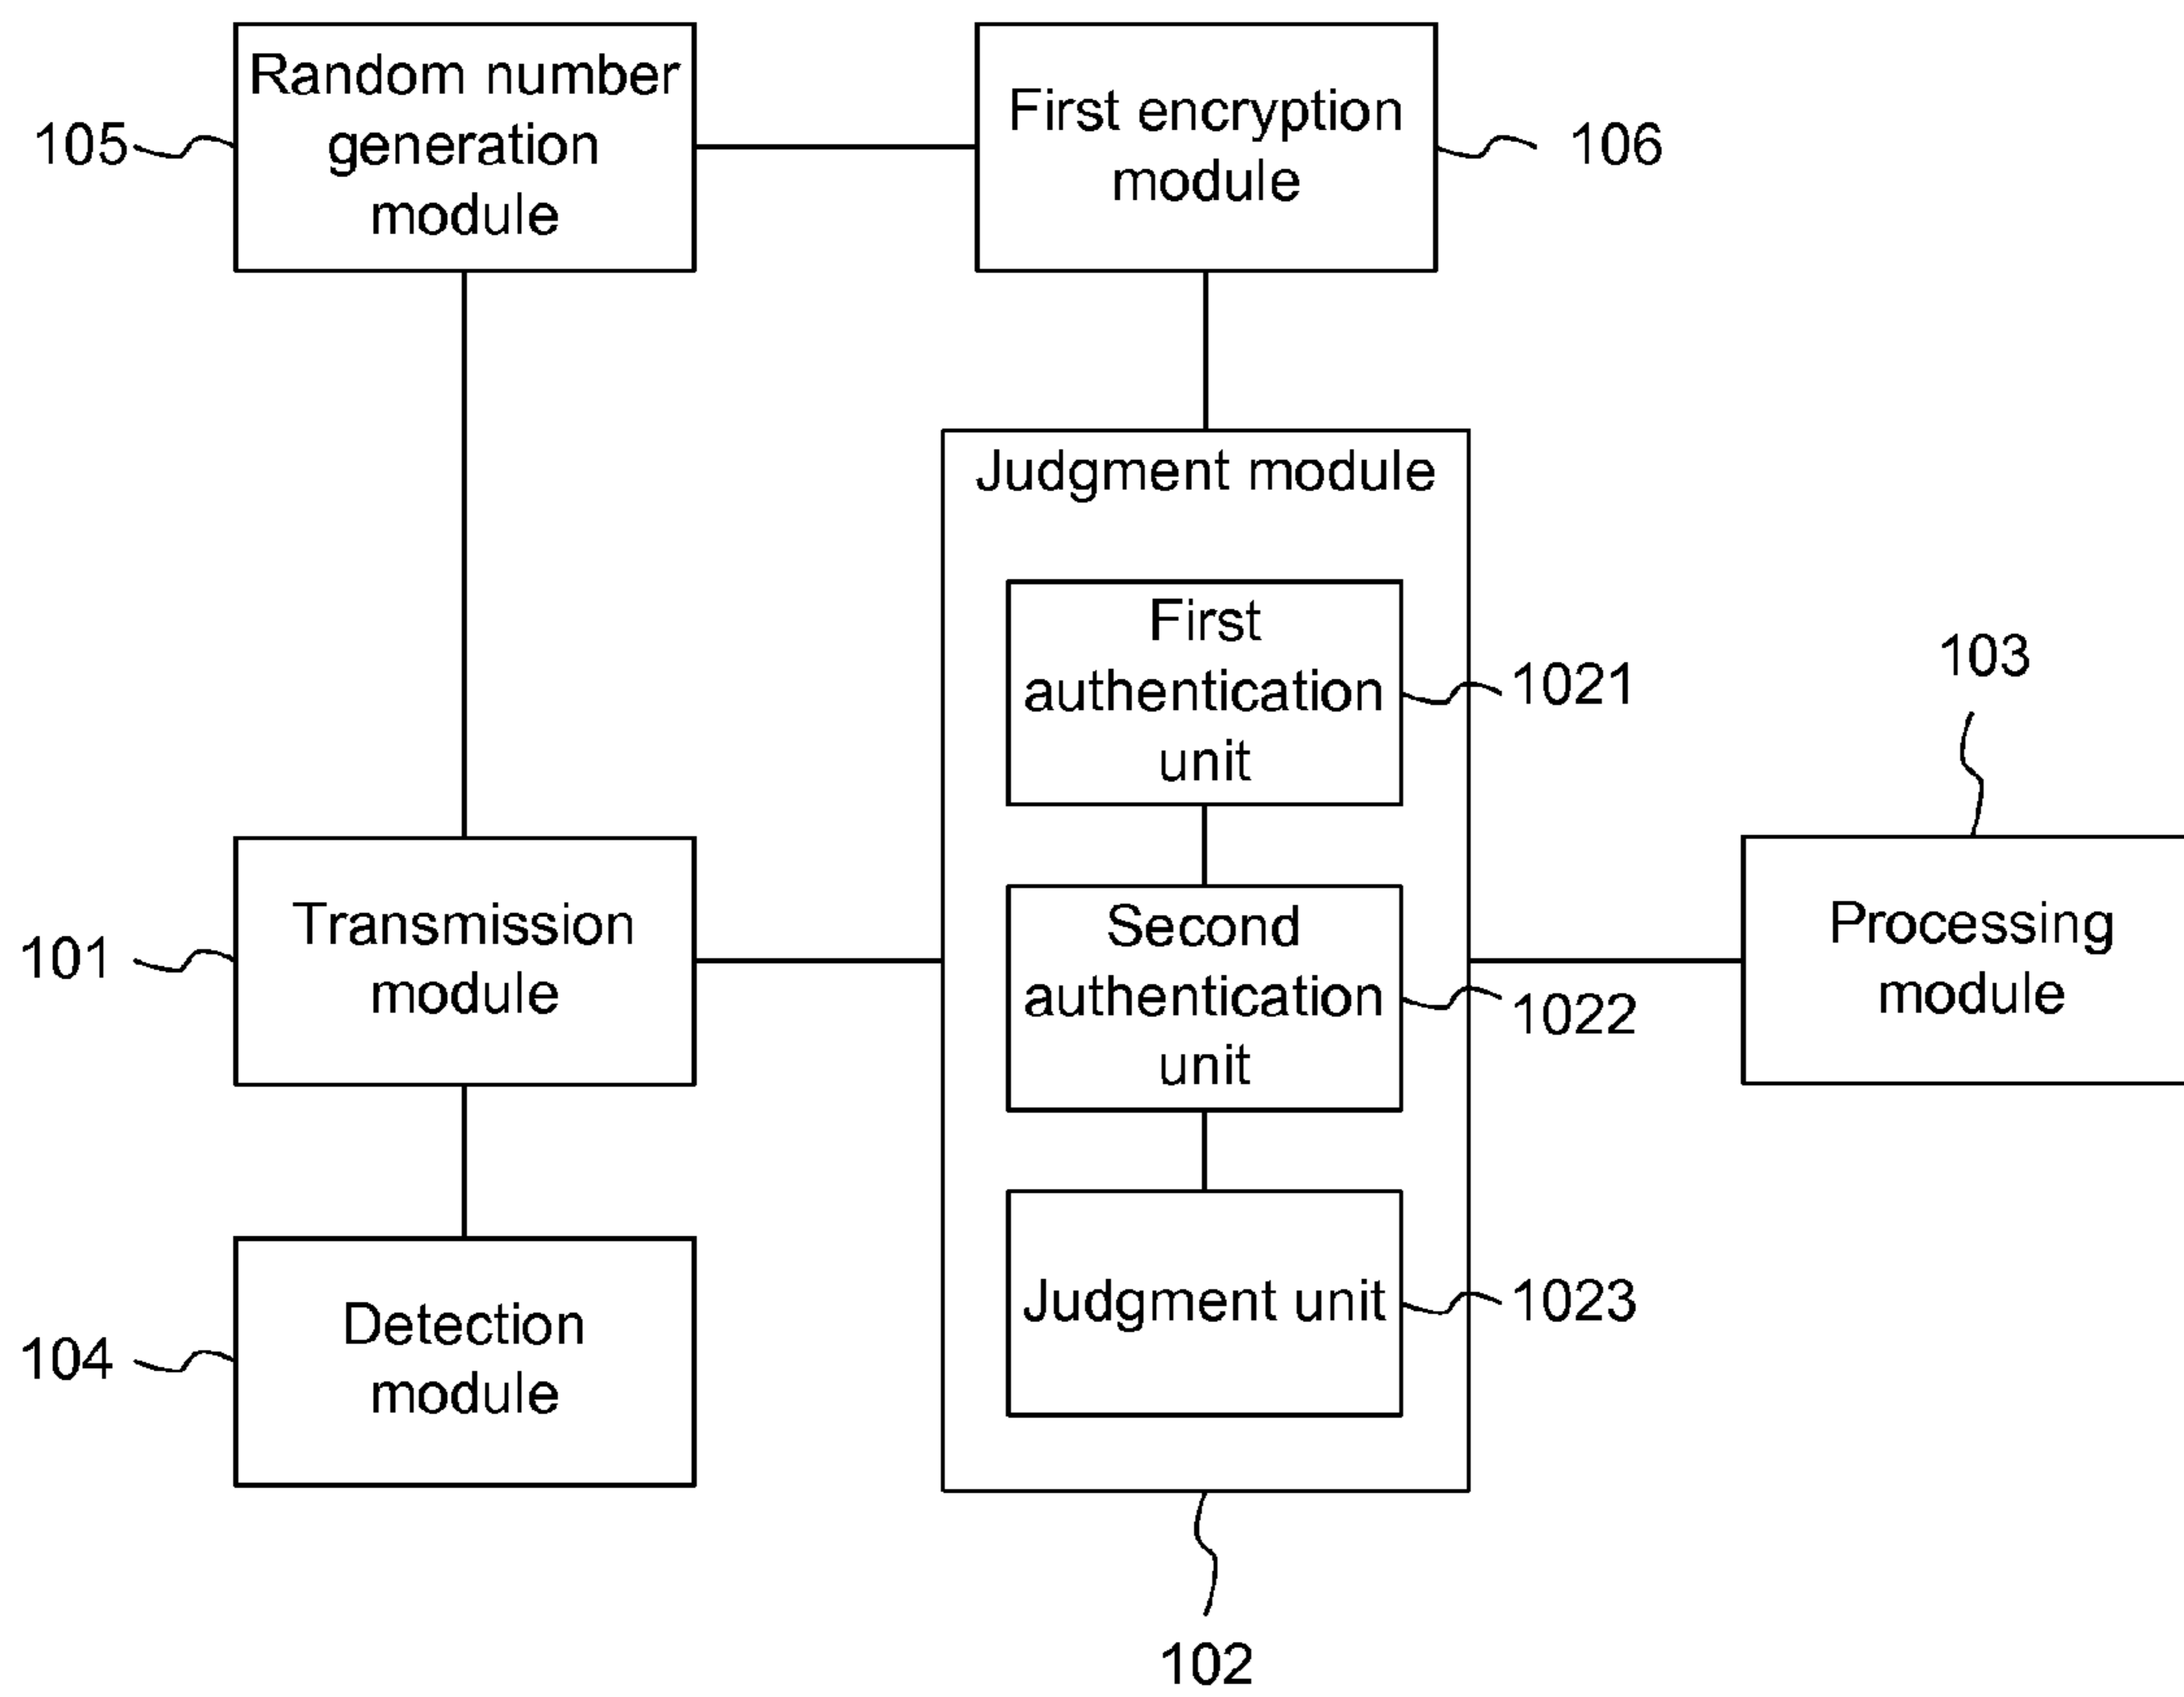 Random number
generation
module
105
First encryption
module
106
Judgment module
First
authentication
unit
1021
103
Transmission
module
101
Second
authentication
unit
1022
Processing
module
Detection
module
104
Judgment unit
1023
102